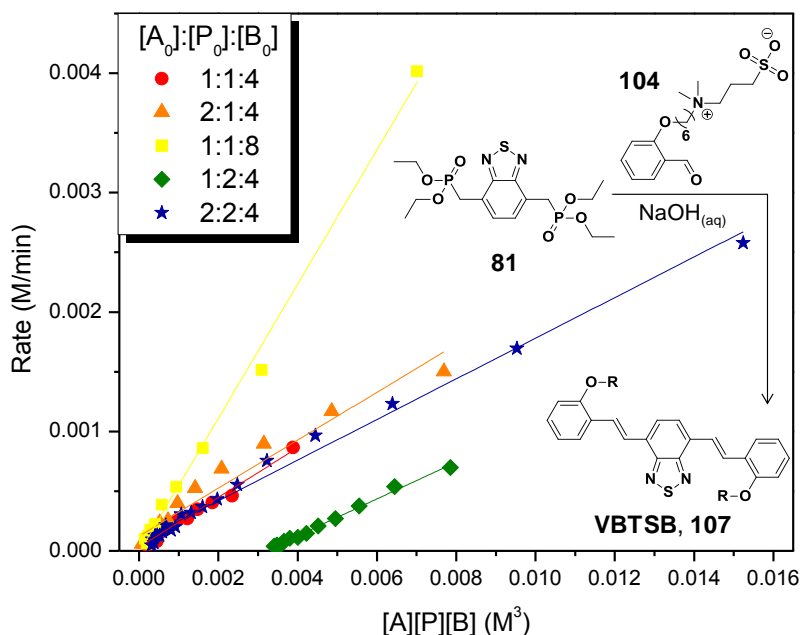 [A₀]:[P₀]:[B₀]
1:1:4
2:1:4
1:1:8
1:2:4
2:2:4
0.004
0.003
0.002
0.001
0.000
Rate (M/min)
0.000 0.002 0.004 0.006 0.008 0.010 0.012 0.014 0.016
[A][P][B] (M³)
104
⊖
O
S
O O
N
⊕
O
6
O
S
N N
O
O P
O
O
P O
O
81
NaOH(aq)
O–R
N N
S
R–O
VBTSB, 107